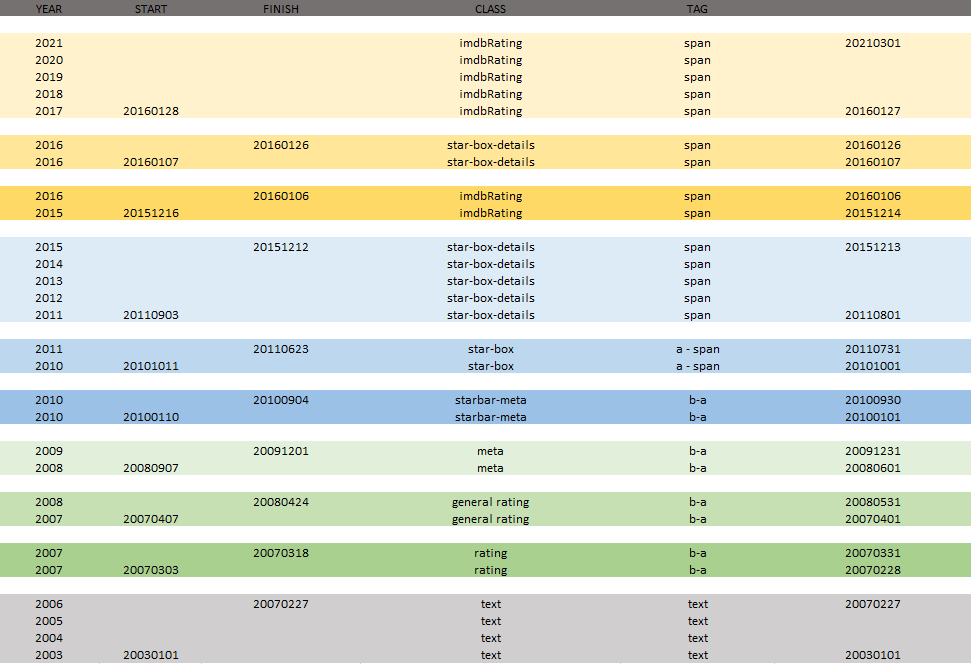 YEAR START FINISH CLASS TAG
2021 imdbRating span 20210301
2020 imdbRating span
2019 imdbRating span
2018 imdbRating span
2017 20160128 imdbRating span 20160127
2016 20160126 star-box-details span 20160126
2016 20160107 star-box-details span 20160107
2016 20160106 imdbRating span 20160106
2015 20151216 imdbRating span 20151214
2015 20151212 star-box-details span 20151213
2014 star-box-details span
2013 star-box-details span
2012 star-box-details span
2011 20110903 star-box-details span 20110801
2011 20110623 star-box a - span 20110731
2010 20101011 star-box a - span 20101001
2010 20100904 starbar-meta b-a 20100930
2010 20100110 starbar-meta b-a 20100101
2009 20091201 meta b-a 20091231
2008 20080907 meta b-a 20080601
2008 20080424 general rating b-a 20080531
2007 20070407 general rating b-a 20070401
2007 20070318 rating b-a 20070331
2007 20070303 rating b-a 20070228
2006 20070227 text text 20070227
2005 text text
2004 text text
2003 20030101 text text 20030101